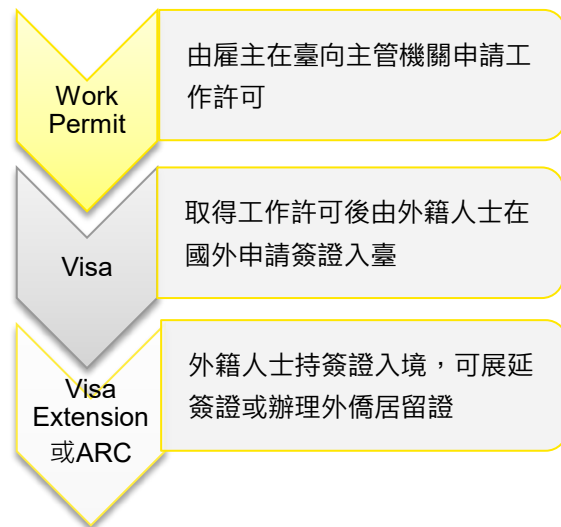 Work
Permit
由雇主在臺向主管機關申請工
作許可
Visa
取得工作許可後由外籍人士在
國外申請簽證入臺
Visa
Extension
或ARC
外籍人士持簽證入境，可展延
簽證或辦理外僑居留證